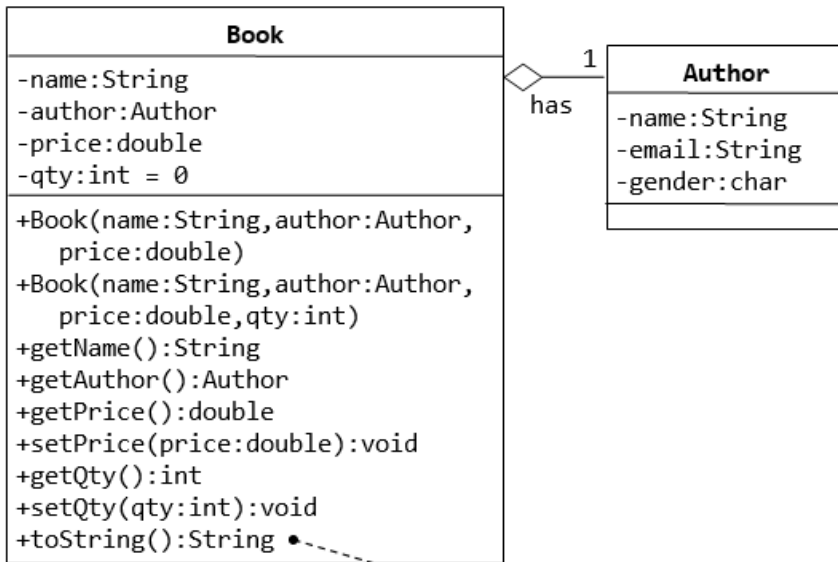 Book
-name:String
-author:Author
-price:double
-qty:int = 0
+Book(name:String,author:Author,
price:double)
+Book(name:String,author:Author,
price:double,qty:int)
+getName():String
+getAuthor():Author
+getPrice():double
+setPrice(price:double):void
+getQty():int
+setQty(qty:int):void
+toString():String
1
has
Author
-name:String
-email:String
-gender:char